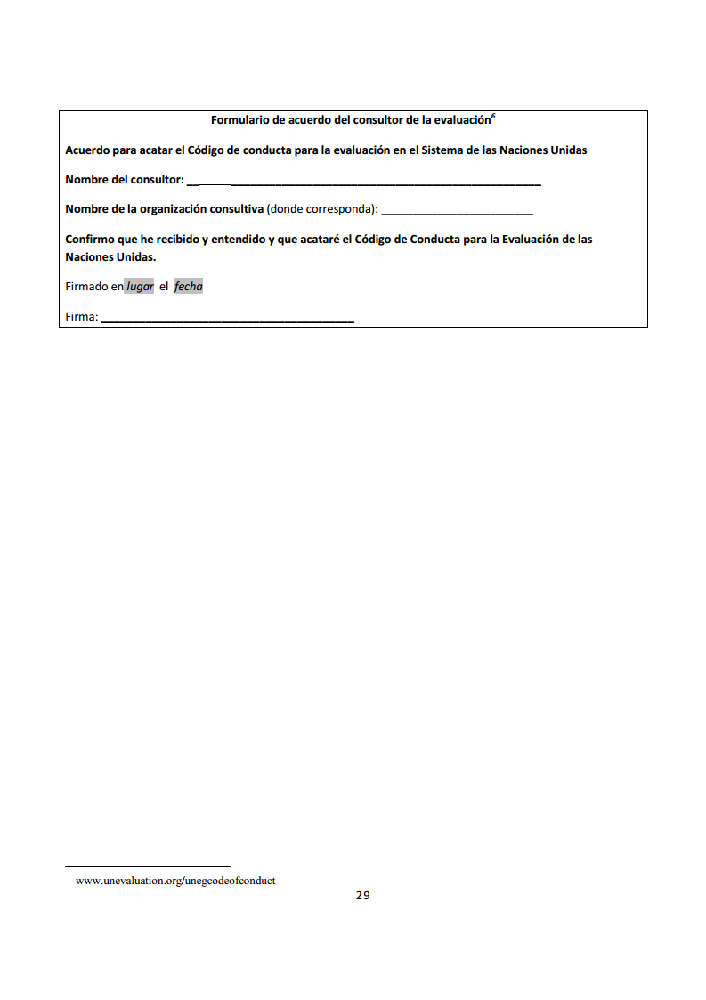 Formulario de acuerdo del consultor de la evaluación6
Acuerdo para acatar el Código de conducta para la evaluación en el Sistema de las Naciones Unidas
Nombre del consultor: __ _____ _________________________________________________
Nombre de la organización consultiva (donde corresponda): ________________________
Confirmo que he recibido y entendido y que acataré el Código de Conducta para la Evaluación de las
Naciones Unidas.
Firmado en lugar el fecha
Firma: ________________________________________
www.unevaluation.org/unegcodeofconduct
29